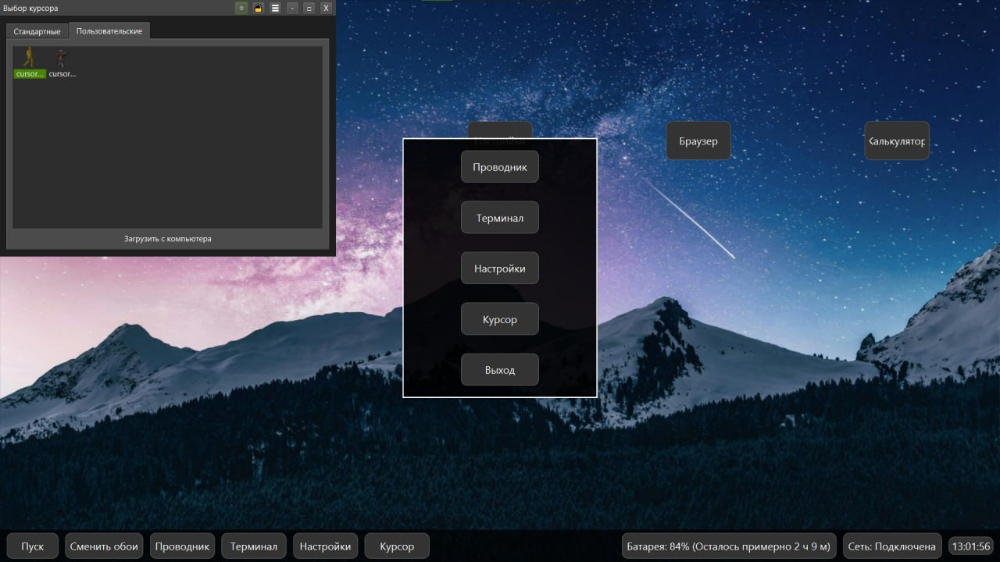 Выбор курсора
X
Стандартные
Пользовательские
cursor...
cursor...
Загрузить с компьютера
Настройки
Браузер
Калькулятор
Проводник
Терминал
Настройки
Курсор
Выход
Пуск
Сменить обои
Проводник
Терминал
Настройки
Курсор
Батарея: 84% (Осталось примерно 2 ч 9 м)
Сеть: Подключена
13:01:56